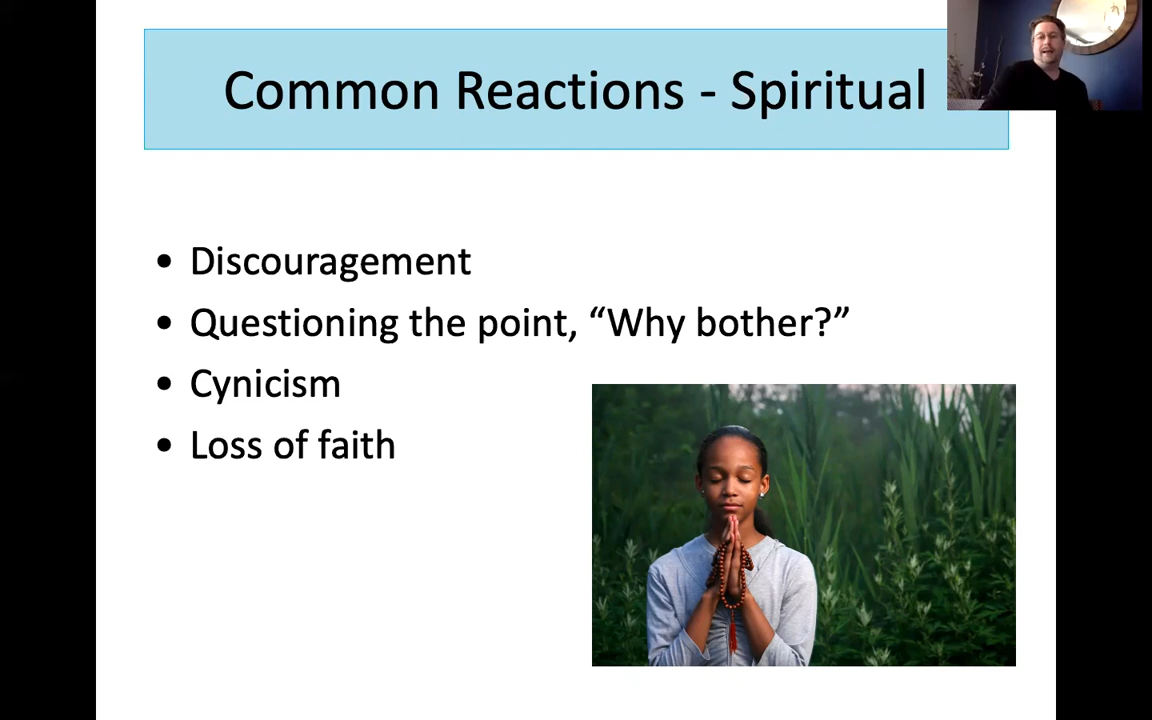 Common Reactions - Spiritual
• Discouragement
• Questioning the point, “Why bother?”
• Cynicism
• Loss of faith